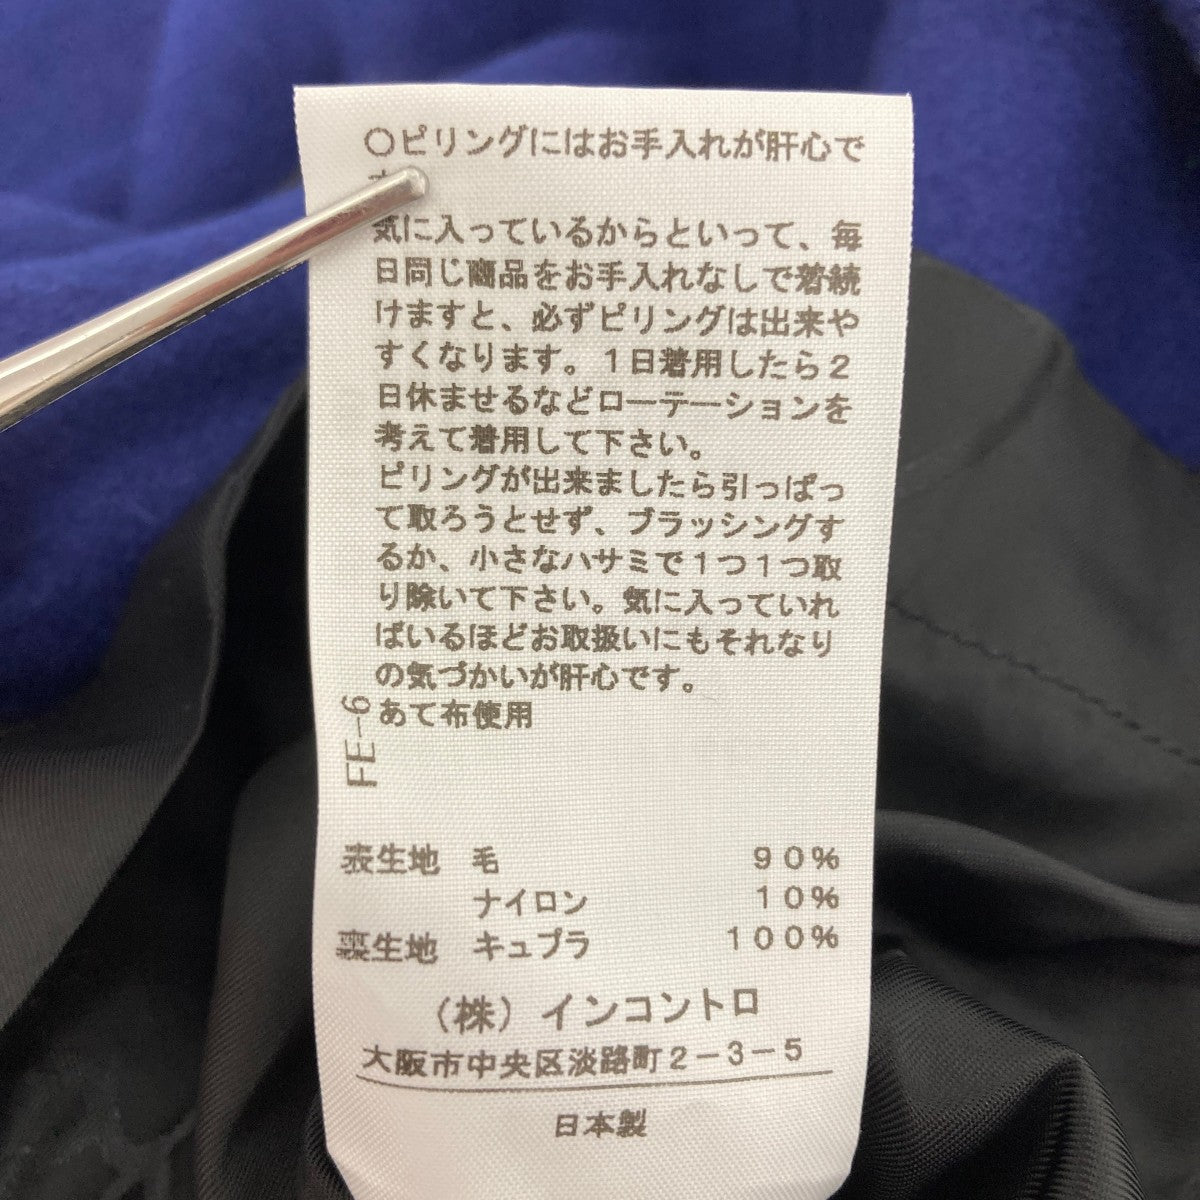 ○ピリングにはお手入れが肝心で
気に入っているからといって、毎
日同じ商品をお手入れなしで着続
けますと、必ずピリングは出来や
すくなります。1日着用したら2
日休ませるなどローテーションを
考えて着用して下さい。
ピリングが出来ましたら引っぱっ
て取ろうとせず、ブラッシングす
るか、小さなハサミで1つ1つ取
り除いて下さい。気に入っていれ
ばいるほどお取扱いにもそれなり
の気づかいが肝心です。
あて布使用
FE-6
表生地 毛 90%
ナイロン 10%
裏生地 キュプラ 100%
(株)インコントロ
大阪市中央区淡路町2-3-5
日本製